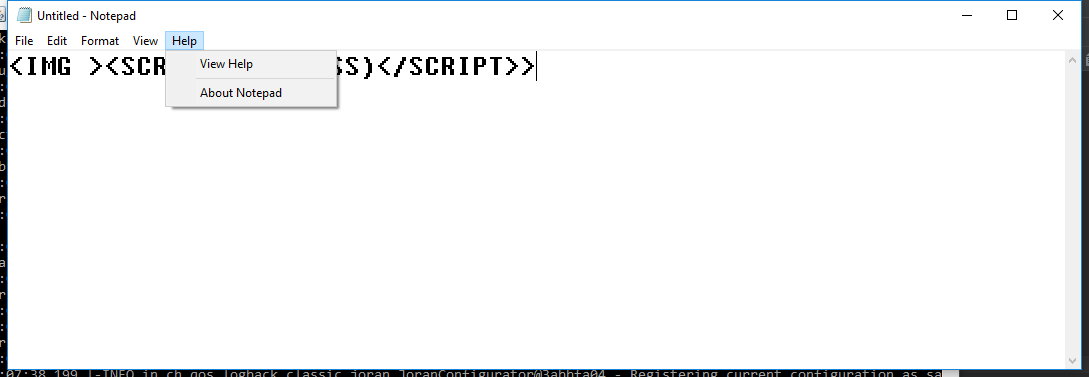 Untitled - Notepad
File Edit Format View Help
<IMG ><SCR SS)</SCRIPT>>
View Help
About Notepad
:07:38,199 |-INFO in ch.qos.logback.classic.joran.JoranConfigurator@3abbfa04 - Registering current configuration as sa